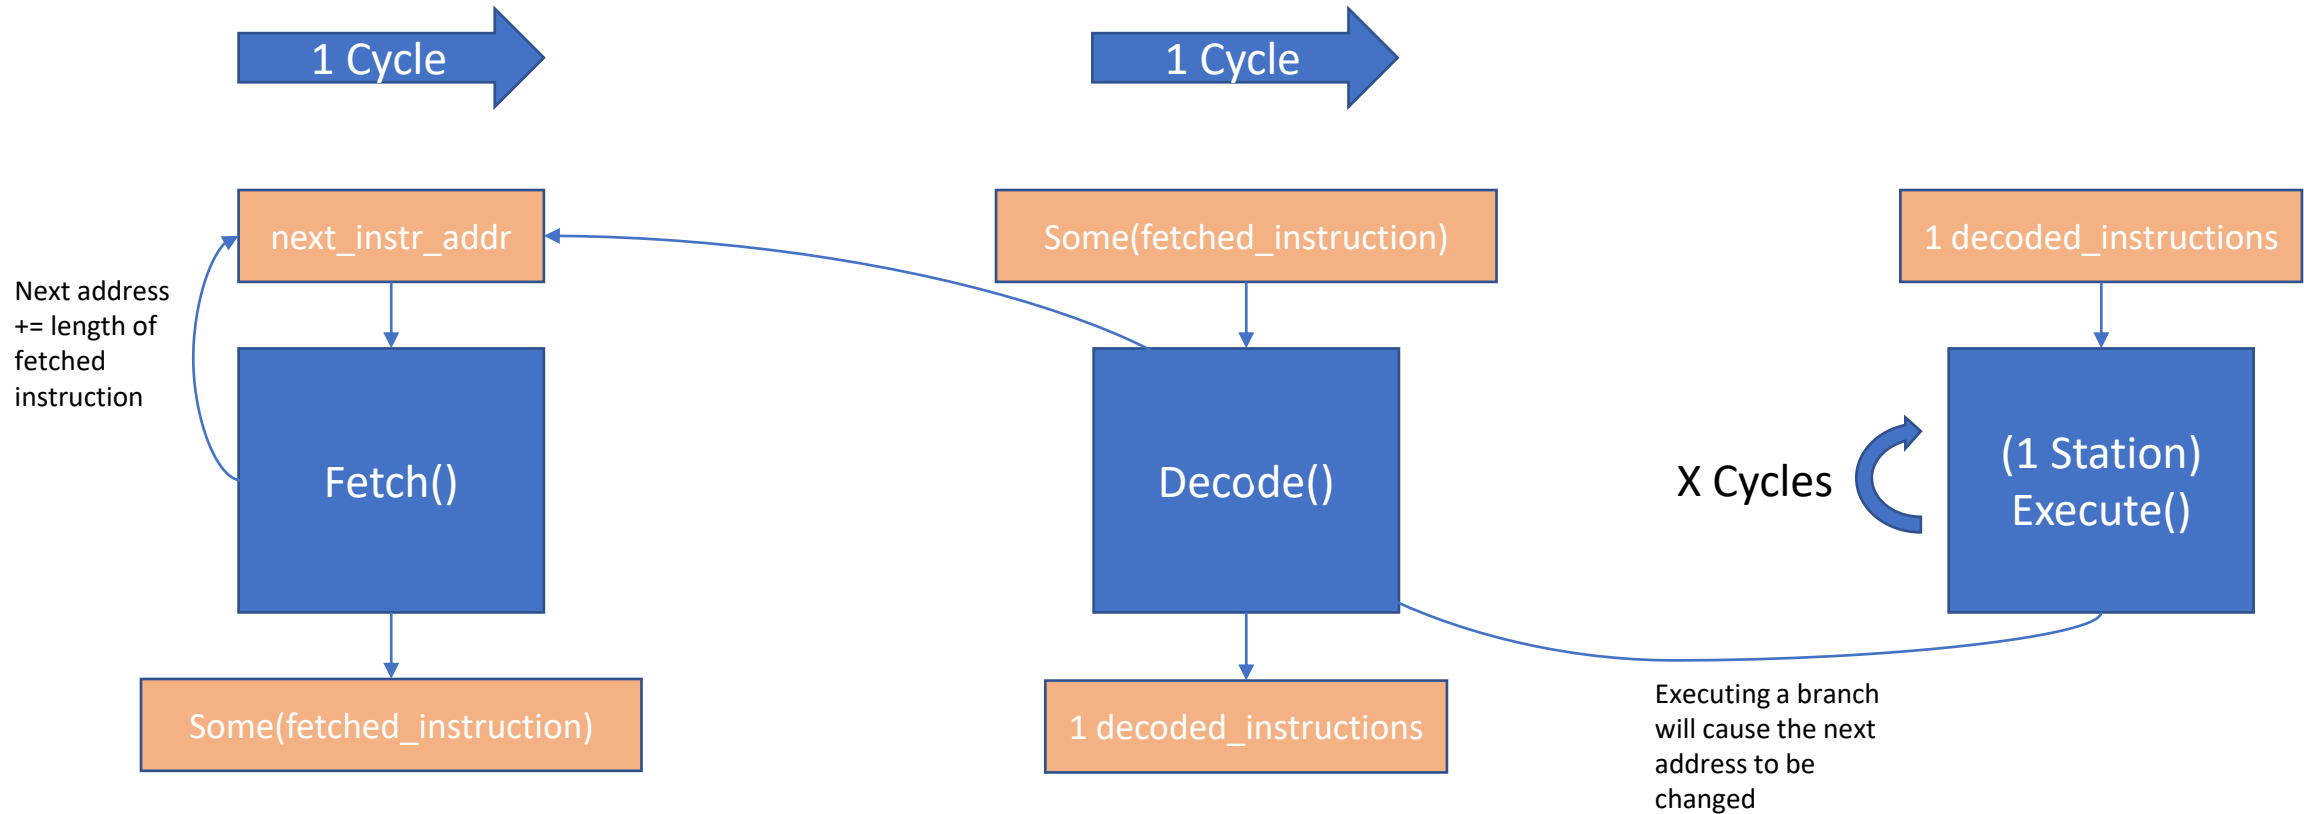 1 Cycle
1 Cycle
next_instr_addr
Some(fetched_instruction)
1 decoded_instructions
Next address
+= length of
fetched
instruction
Fetch()
Decode()
X Cycles
(1 Station)
Execute()
Some(fetched_instruction)
1 decoded_instructions
Executing a branch
will cause the next
address to be
changed